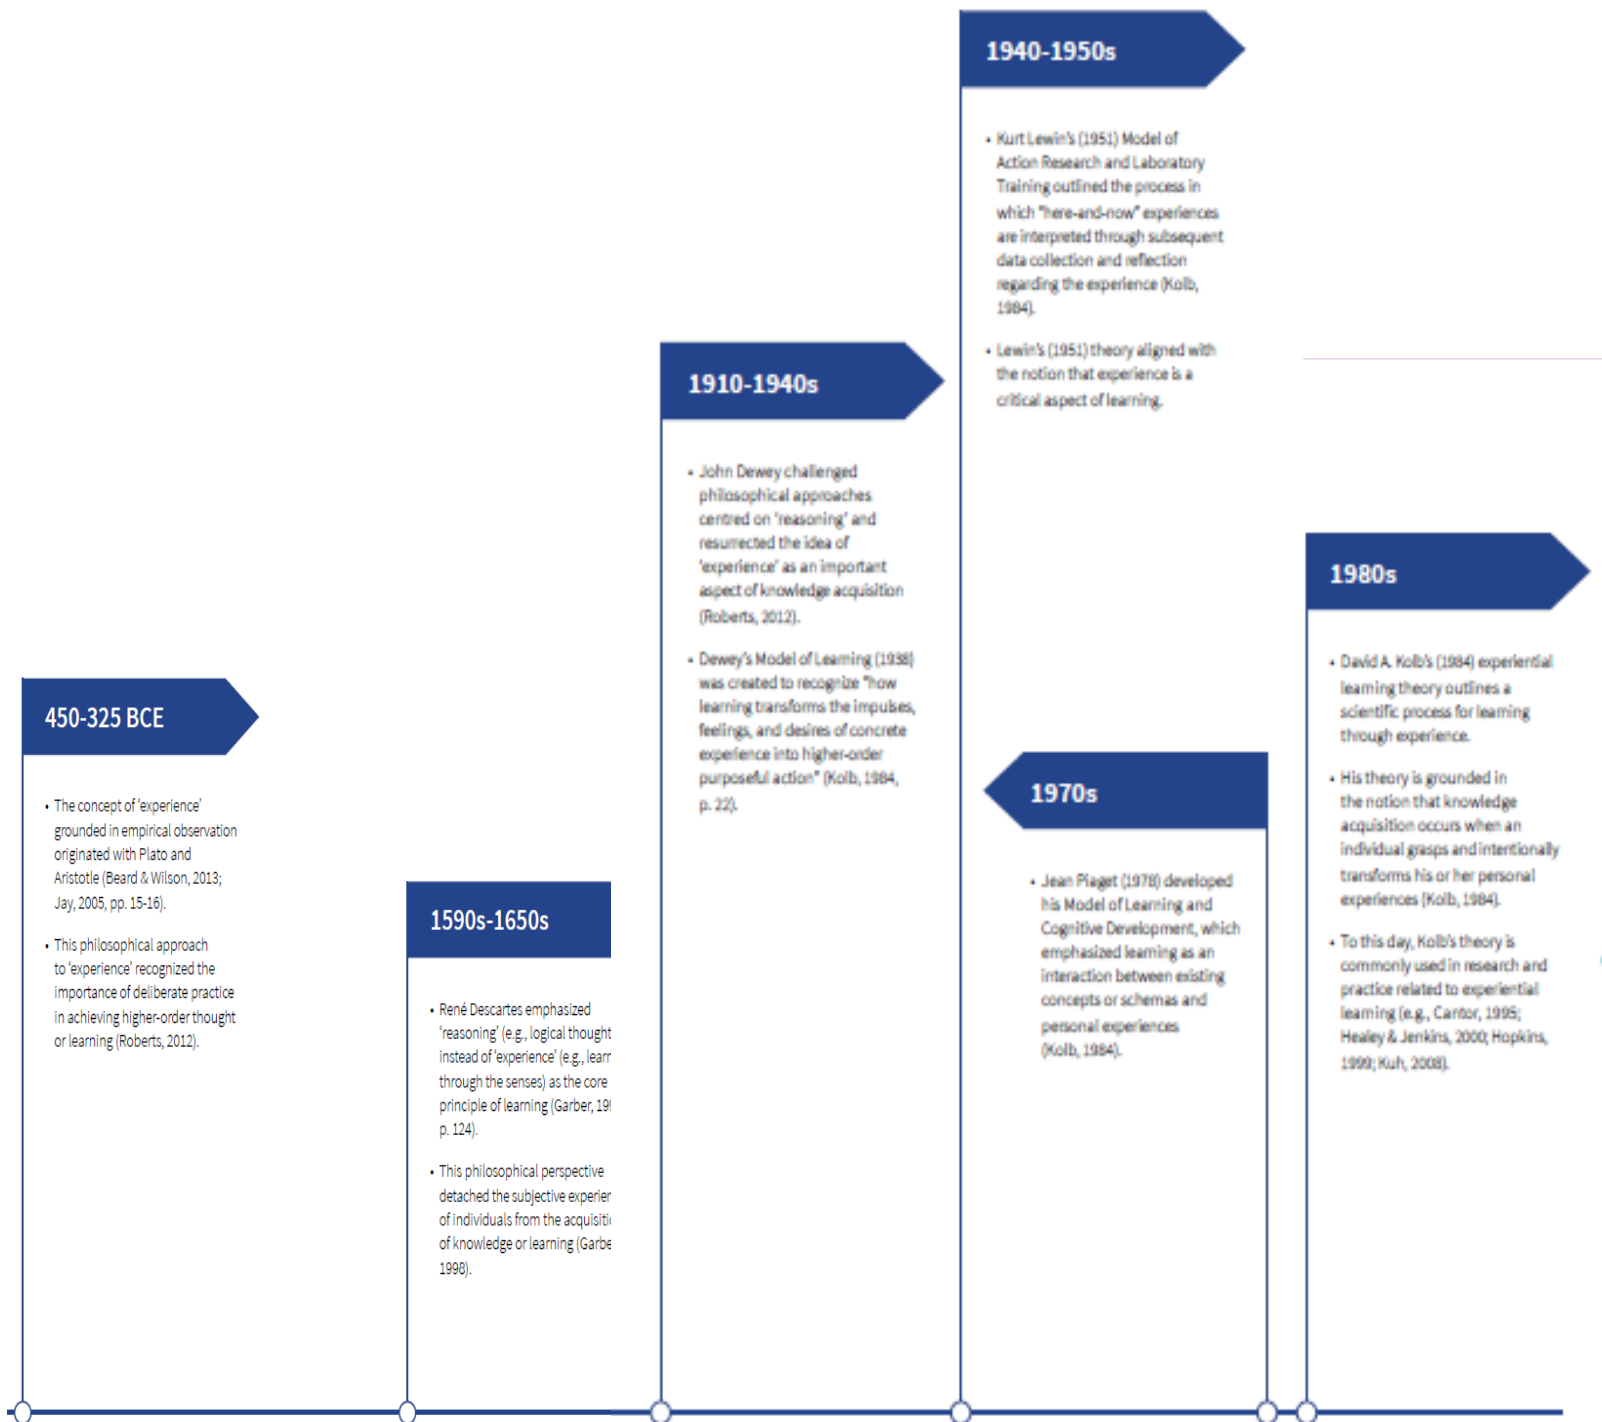 450-325 BCE
• The concept of ‘experience’
grounded in empirical observation
originated with Plato and
Aristotle (Beard & Wilson, 2013;
Jay, 2005, pp. 15-16).
• This philosophical approach
to ‘experience’ recognized the
importance of deliberate practice
in achieving higher-order thought
or learning (Roberts, 2012).
1590s-1650s
• René Descartes emphasized
‘reasoning’ (e.g., logical thought
instead of ‘experience’ (e.g., learn
through the senses) as the core
principle of learning (Garber, 19
p. 124).
• This philosophical perspective
detached the subjective experien
of individuals from the acquisiti
of knowledge or learning (Garbe
1998).
1910-1940s
• John Dewey challenged
philosophical approaches
centred on ‘reasoning’ and
resurrected the idea of
‘experience’ as an important
aspect of knowledge acquisition
(Roberts, 2012).
• Dewey’s Model of Learning (1938)
was created to recognize “how
learning transforms the impulses,
feelings, and desires of concrete
experience into higher-order
purposeful action” (Kolb, 1984,
p. 22).
1940-1950s
• Kurt Lewin’s (1951) Model of
Action Research and Laboratory
Training outlined the process in
which “here-and-now” experiences
are interpreted through subsequent
data collection and reflection
regarding the experience (Kolb,
1984).
• Lewin’s (1951) theory aligned with
the notion that experience is a
critical aspect of learning.
1970s
• Jean Piaget (1978) developed
his Model of Learning and
Cognitive Development, which
emphasized learning as an
interaction between existing
concepts or schemas and
personal experiences
(Kolb, 1984).
1980s
• David A. Kolb’s (1984) experiential
learning theory outlines a
scientific process for learning
through experience.
• His theory is grounded in
the notion that knowledge
acquisition occurs when an
individual grasps and intentionally
transforms his or her personal
experiences (Kolb, 1984).
• To this day, Kolb’s theory is
commonly used in research and
practice related to experiential
learning (e.g., Cantor, 1995;
Healey & Jenkins, 2000; Hopkins,
1999; Kuh, 2008).